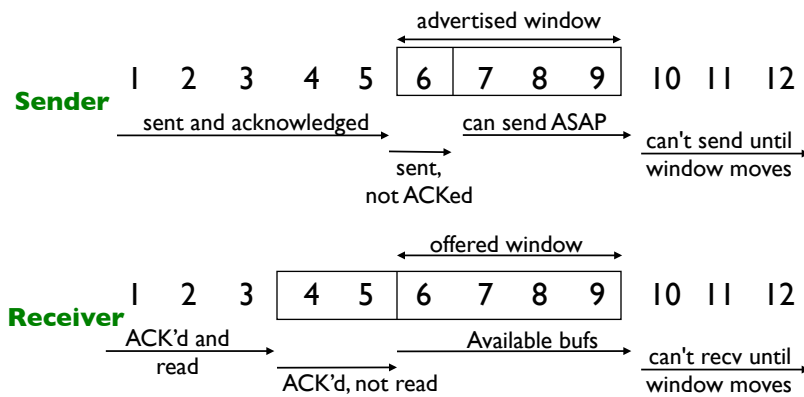 advertised window
1 2 3 4 5 6 7 8 9 10 11 12
Sender
sent and acknowledged
can send ASAP
sent,
not ACKed
can't send until
window moves
offered window
1 2 3 4 5 6 7 8 9 10 11 12
Receiver
ACK'd and
read
ACK'd, not read
Available bufs
can't recv until
window moves